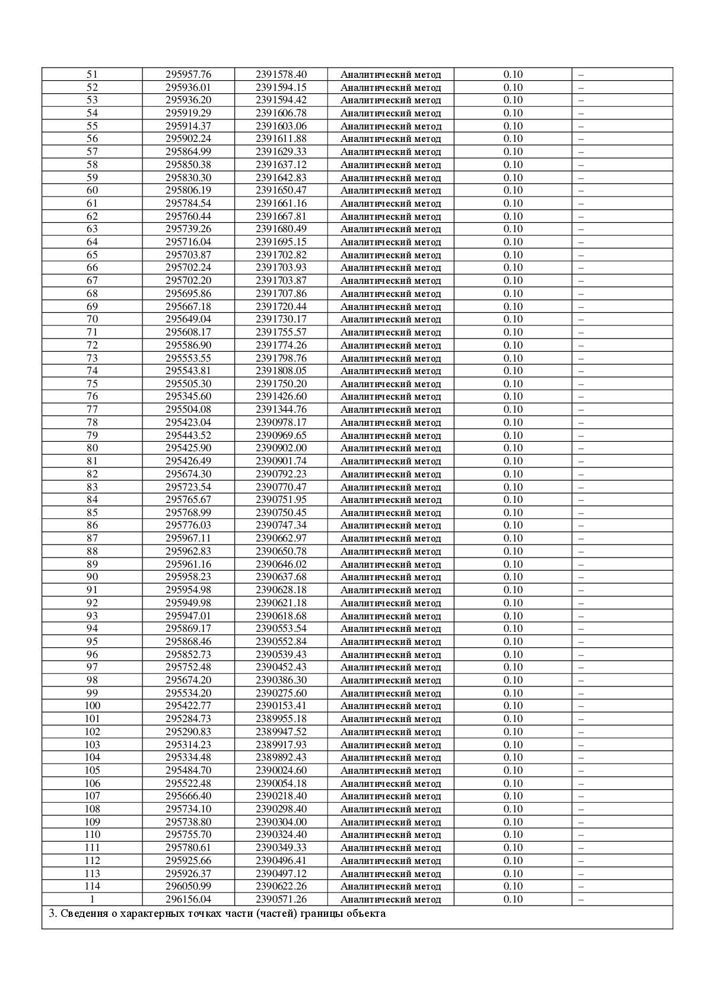 51 295957.76 2391578.40 Аналитический метод 0.10 –
52 295936.01 2391594.15 Аналитический метод 0.10 –
53 295936.20 2391594.42 Аналитический метод 0.10 –
54 295919.29 2391606.78 Аналитический метод 0.10 –
55 295914.37 2391603.06 Аналитический метод 0.10 –
56 295902.24 2391611.88 Аналитический метод 0.10 –
57 295864.99 2391629.33 Аналитический метод 0.10 –
58 295850.38 2391637.12 Аналитический метод 0.10 –
59 295830.30 2391642.83 Аналитический метод 0.10 –
60 295806.19 2391650.47 Аналитический метод 0.10 –
61 295784.54 2391661.16 Аналитический метод 0.10 –
62 295760.44 2391667.81 Аналитический метод 0.10 –
63 295739.26 2391680.49 Аналитический метод 0.10 –
64 295716.04 2391695.15 Аналитический метод 0.10 –
65 295703.87 2391702.82 Аналитический метод 0.10 –
66 295702.24 2391703.93 Аналитический метод 0.10 –
67 295702.20 2391703.87 Аналитический метод 0.10 –
68 295695.86 2391707.86 Аналитический метод 0.10 –
69 295667.18 2391720.44 Аналитический метод 0.10 –
70 295649.04 2391730.17 Аналитический метод 0.10 –
71 295608.17 2391755.57 Аналитический метод 0.10 –
72 295586.90 2391774.26 Аналитический метод 0.10 –
73 295553.55 2391798.76 Аналитический метод 0.10 –
74 295543.81 2391808.05 Аналитический метод 0.10 –
75 295505.30 2391750.20 Аналитический метод 0.10 –
76 295345.60 2391426.60 Аналитический метод 0.10 –
77 295504.08 2391344.76 Аналитический метод 0.10 –
78 295423.04 2390978.17 Аналитический метод 0.10 –
79 295443.52 2390969.65 Аналитический метод 0.10 –
80 295425.90 2390902.00 Аналитический метод 0.10 –
81 295426.49 2390901.74 Аналитический метод 0.10 –
82 295674.30 2390792.23 Аналитический метод 0.10 –
83 295723.54 2390770.47 Аналитический метод 0.10 –
84 295765.67 2390751.95 Аналитический метод 0.10 –
85 295768.99 2390750.45 Аналитический метод 0.10 –
86 295776.03 2390747.34 Аналитический метод 0.10 –
87 295967.11 2390662.97 Аналитический метод 0.10 –
88 295962.83 2390650.78 Аналитический метод 0.10 –
89 295961.16 2390646.02 Аналитический метод 0.10 –
90 295958.23 2390637.68 Аналитический метод 0.10 –
91 295954.98 2390628.18 Аналитический метод 0.10 –
92 295949.98 2390621.18 Аналитический метод 0.10 –
93 295947.01 2390618.68 Аналитический метод 0.10 –
94 295869.17 2390553.54 Аналитический метод 0.10 –
95 295868.46 2390552.84 Аналитический метод 0.10 –
96 295852.73 2390539.43 Аналитический метод 0.10 –
97 295752.48 2390452.43 Аналитический метод 0.10 –
98 295674.20 2390386.30 Аналитический метод 0.10 –
99 295534.20 2390275.60 Аналитический метод 0.10 –
100 295422.77 2390153.41 Аналитический метод 0.10 –
101 295284.73 2389955.18 Аналитический метод 0.10 –
102 295290.83 2389947.52 Аналитический метод 0.10 –
103 295314.23 2389917.93 Аналитический метод 0.10 –
104 295334.48 2389892.43 Аналитический метод 0.10 –
105 295484.70 2390024.60 Аналитический метод 0.10 –
106 295522.48 2390054.18 Аналитический метод 0.10 –
107 295666.40 2390218.40 Аналитический метод 0.10 –
108 295734.10 2390298.40 Аналитический метод 0.10 –
109 295738.80 2390304.00 Аналитический метод 0.10 –
110 295755.70 2390324.40 Аналитический метод 0.10 –
111 295780.61 2390349.33 Аналитический метод 0.10 –
112 295925.66 2390496.41 Аналитический метод 0.10 –
113 295926.37 2390497.12 Аналитический метод 0.10 –
114 296050.99 2390622.26 Аналитический метод 0.10 –
1 296156.04 2390571.26 Аналитический метод 0.10 –
3. Сведения о характерных точках части (частей) границы объекта